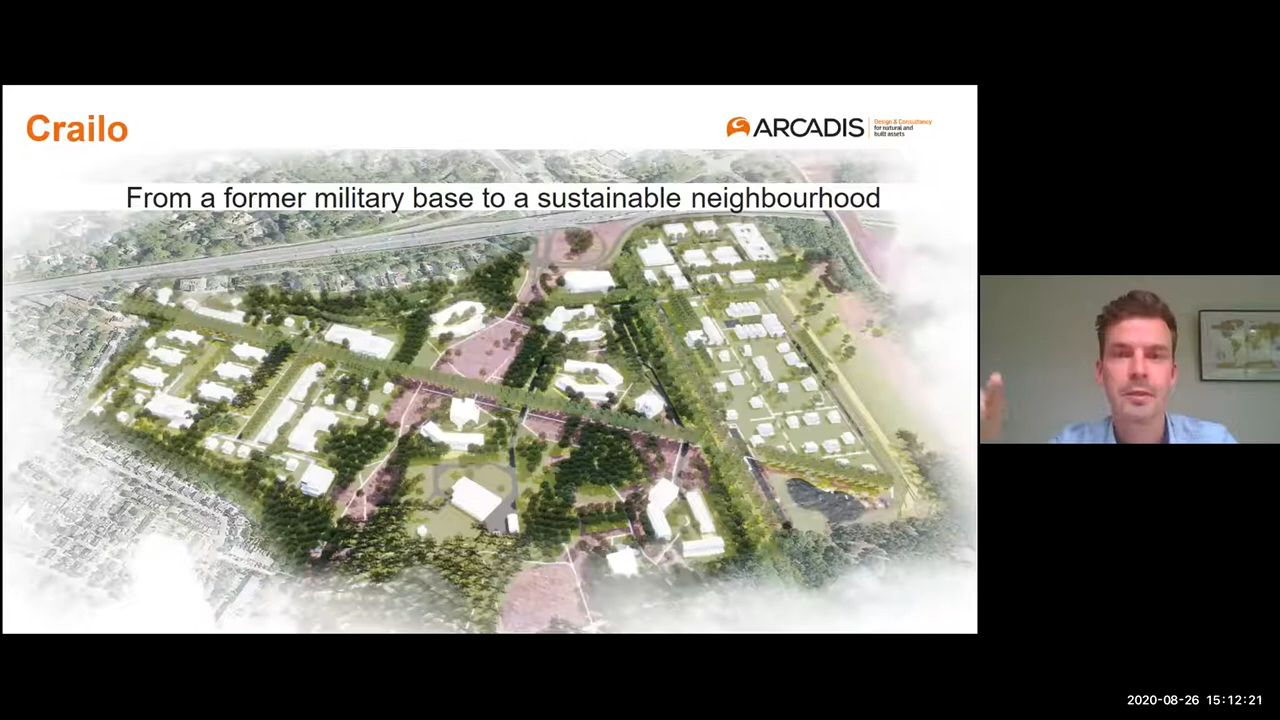 Crailo
ARCADIS
Design & Consultancy
for natural and
built assets
From a former military base to a sustainable neighbourhood
2020-08-26 15:12:21